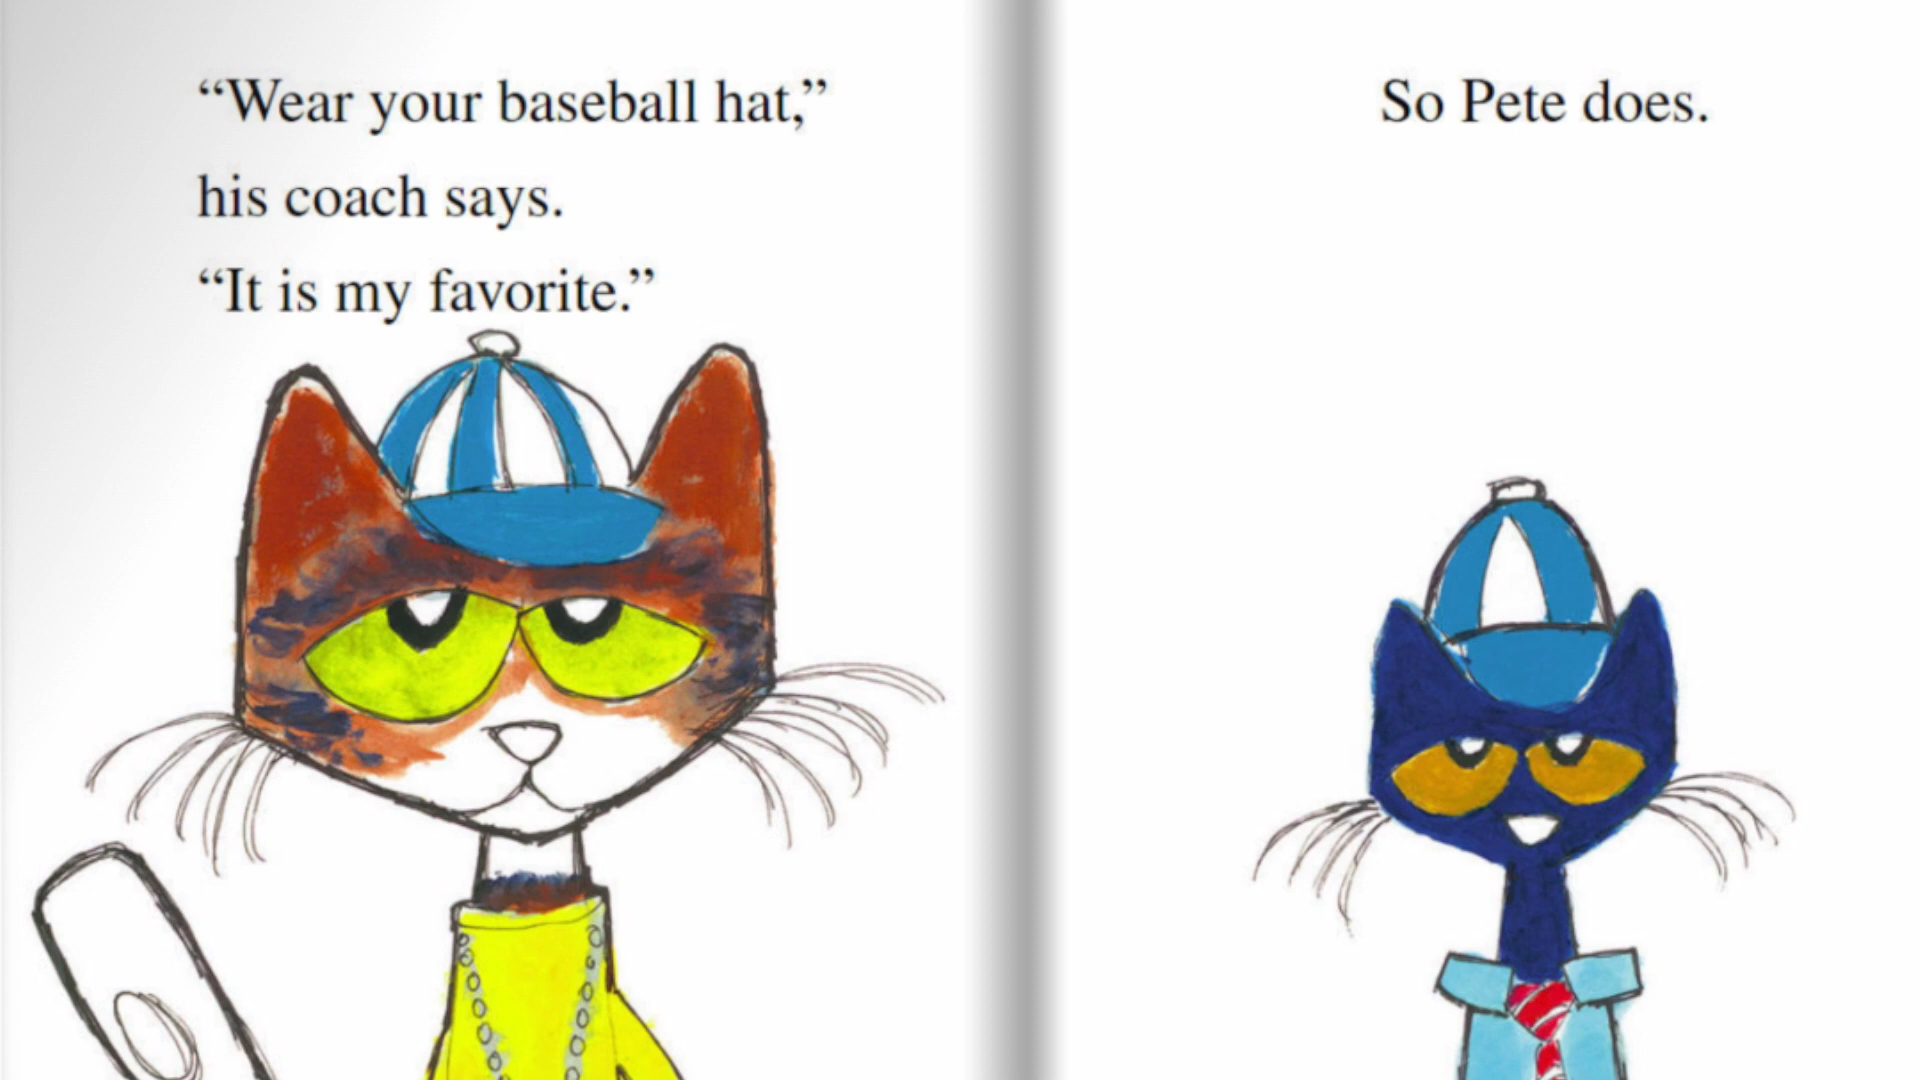 “Wear your baseball hat,”
his coach says.
“It is my favorite.”
So Pete does.